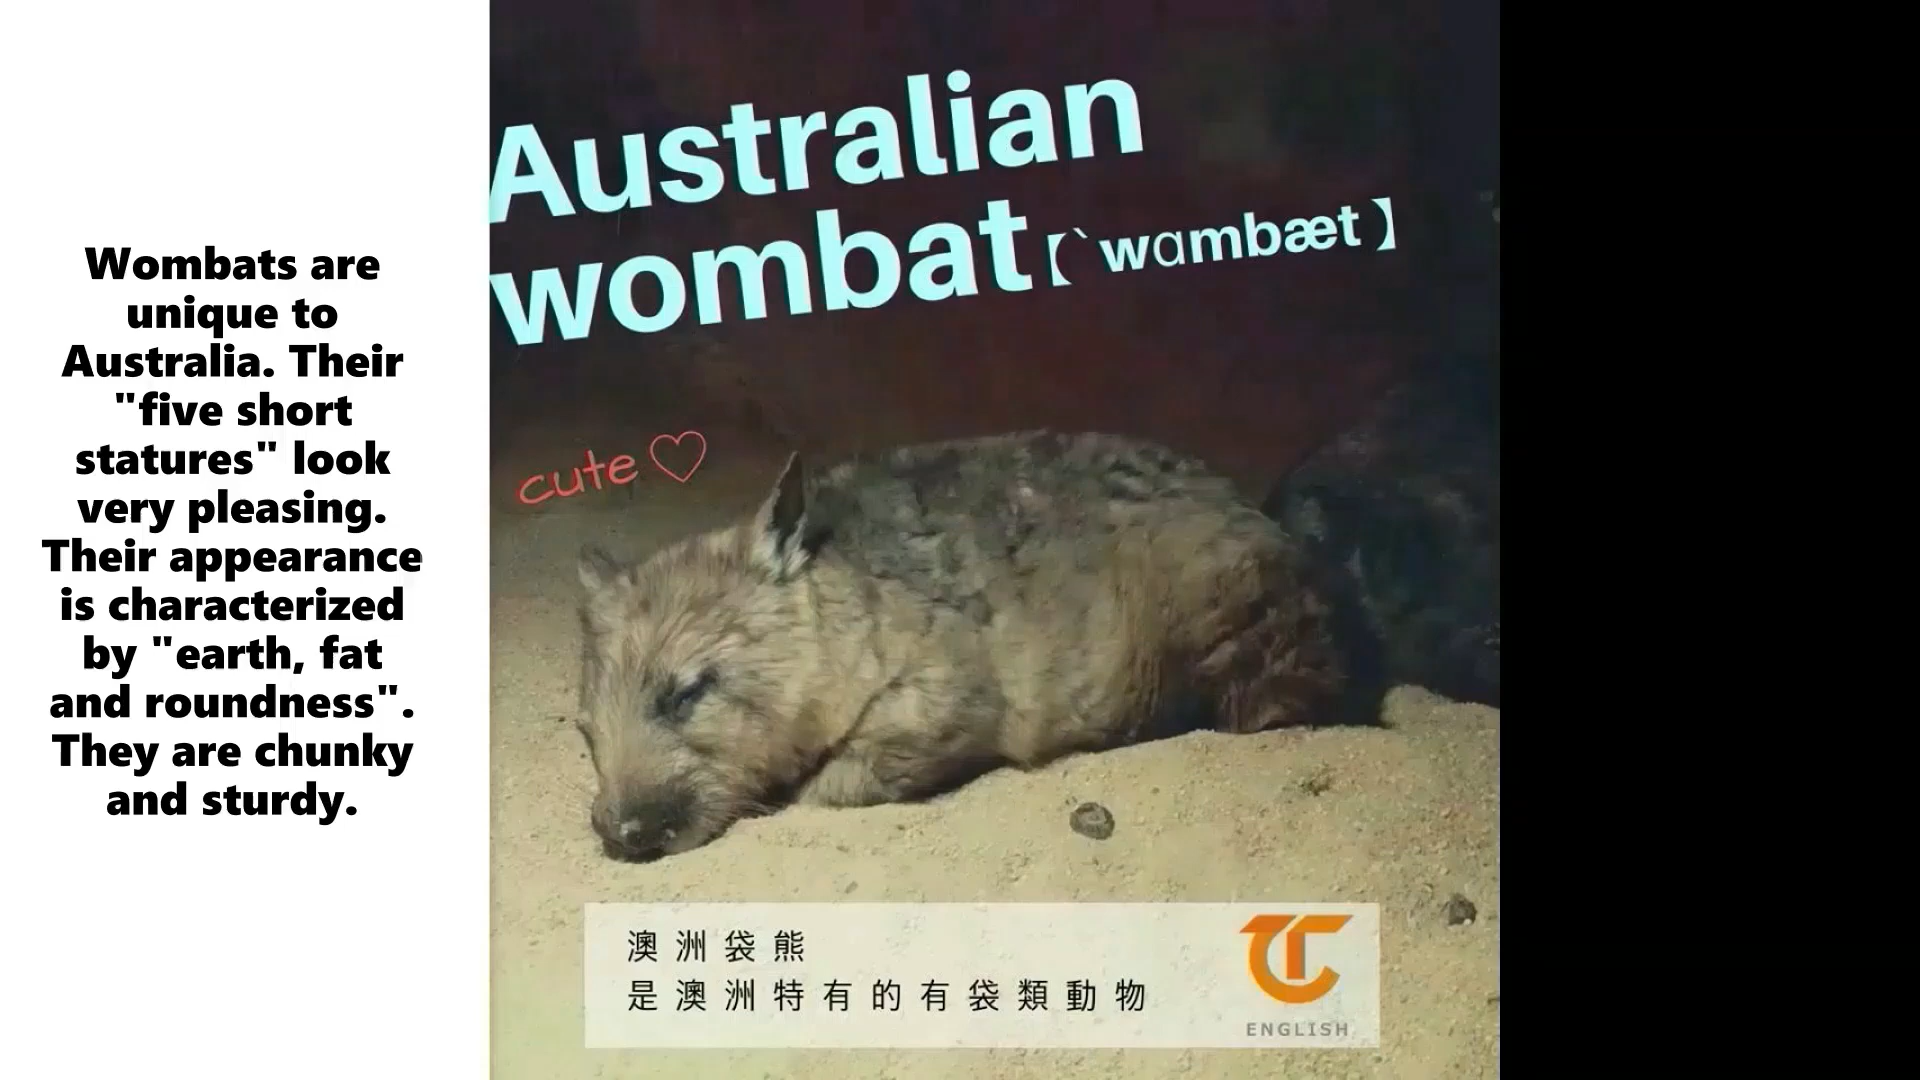 Wombats are
unique to
Australia. Their
"five short
statures" look
very pleasing.
Their appearance
is characterized
by "earth, fat
and roundness".
They are chunky
and sturdy.
Australian
wombat【`wɑmbæt】
cute♡
澳洲袋熊
是澳洲特有的有袋類動物
TC
ENGLISH